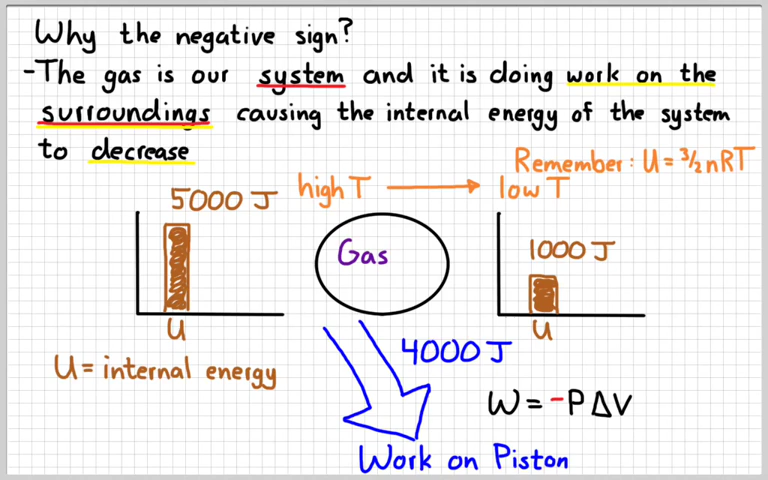 Why the negative sign?
-The gas is our system and it is doing work on the
surroundings causing the internal energy of the system
to decrease
Remember: U = 3/2 nRT
5000 J
high T → low T
Gas
1000 J
U
U
4000 J
U = internal energy
W = -PΔV
Work on Piston